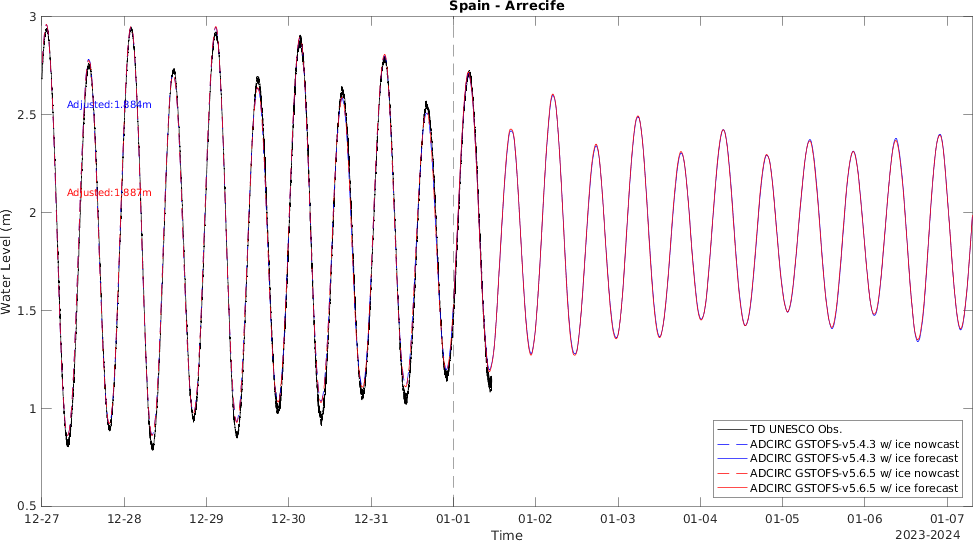 Spain - Arrecife
3
2.5
2
1.5
1
0.5
Water Level (m)
Adjusted:1.884m
Adjusted:1.887m
TD UNESCO Obs.
ADCIRC GSTOFS-v5.4.3 w/ ice nowcast
ADCIRC GSTOFS-v5.4.3 w/ ice forecast
ADCIRC GSTOFS-v5.6.5 w/ ice nowcast
ADCIRC GSTOFS-v5.6.5 w/ ice forecast
12-27 12-28 12-29 12-30 12-31 01-01 01-02 01-03 01-04 01-05 01-06 01-07
Time
2023-2024